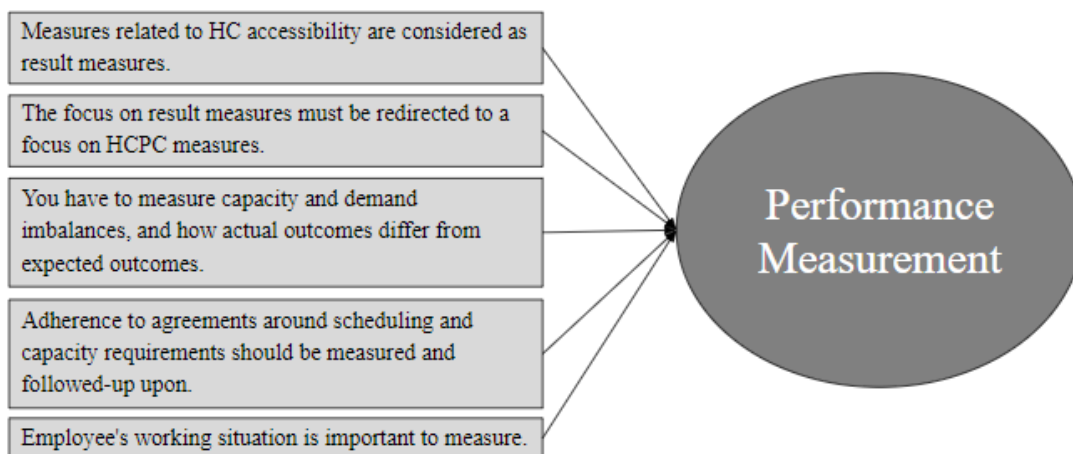 Measures related to HC accessibility are considered as
result measures.
The focus on result measures must be redirected to a
focus on HCPC measures.
You have to measure capacity and demand
imbalances, and how actual outcomes differ from
expected outcomes.
Adherence to agreements around scheduling and
capacity requirements should be measured and
followed-up upon.
Employee's working situation is important to measure.
Performance
Measurement